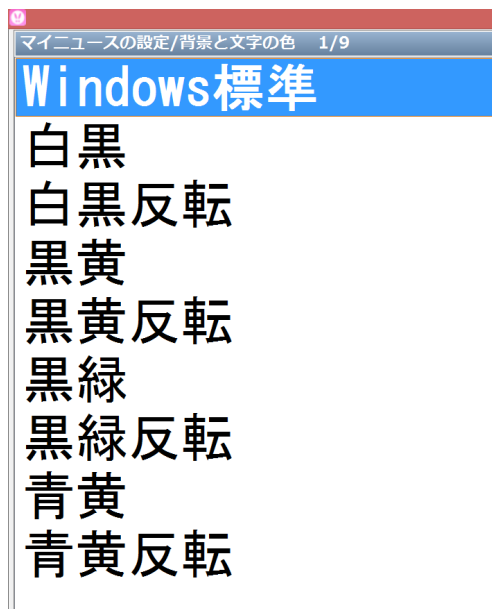 マイニュースの設定/背景と文字の色 1/9
Windows標準
白黒
白黒反転
黒黄
黒黄反転
黒緑
黒緑反転
青黄
青黄反転